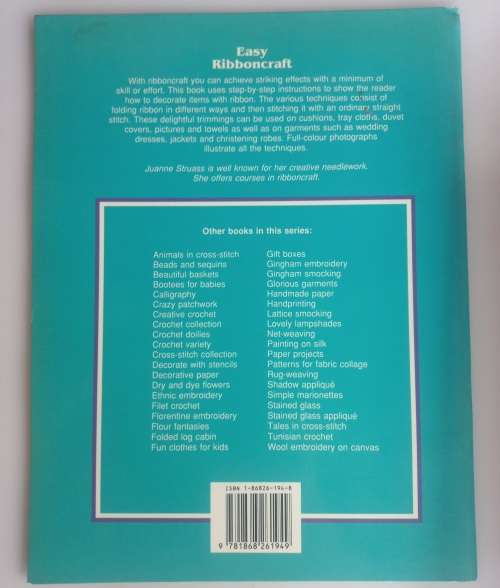 Easy
Ribboncraft
With ribboncraft you can achieve striking effects with a minimum of
skill or effort. This book uses step-by-step instructions to show the reader
how to decorate items with ribbon. The various techniques consist of
folding ribbon in different ways and then stitching it with an ordinary straight
stitch. These delightful trimmings can be used on cushions, tray cloths, duvet
covers, pictures and towels as well as on garments such as wedding
dresses, jackets and christening robes. Full-colour photographs
illustrate all the techniques.
Juanne Struass is well known for her creative needlework.
She offers courses in ribboncraft.
Other books in this series:
Animals in cross-stitch
Beads and sequins
Beautiful baskets
Bootees for babies
Calligraphy
Crazy patchwork
Creative crochet
Crochet collection
Crochet doilies
Crochet variety
Cross-stitch collection
Decorate with stencils
Decorative paper
Dry and dye flowers
Ethnic embroidery
Filet crochet
Florentine embroidery
Flour fantasies
Folded log cabin
Fun clothes for kids
Gift boxes
Gingham embroidery
Gingham smocking
Glorious garments
Handmade paper
Handprinting
Lattice smocking
Lovely lampshades
Net-weaving
Painting on silk
Paper projects
Patterns for fabric collage
Rug-weaving
Shadow appliqué
Simple marionettes
Stained glass
Stained glass appliqué
Tales in cross-stitch
Tunisian crochet
Wool embroidery on canvas
ISBN 1-86826-194-8
9 781868 261949